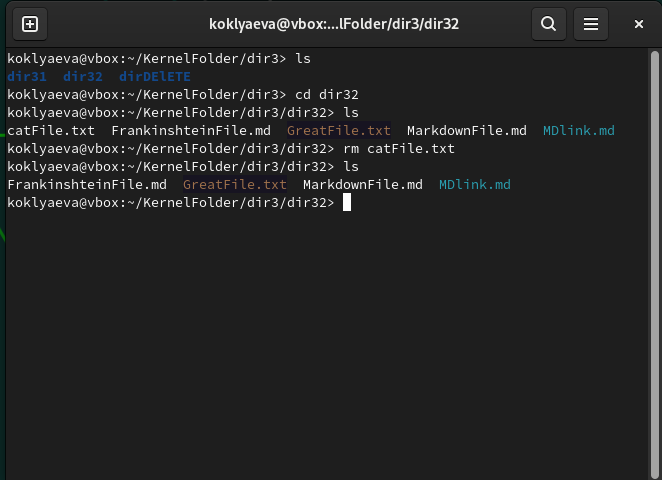 koklyaeva@vbox:...lFolder/dir3/dir32
koklyaeva@vbox:~/KernelFolder/dir3> ls
dir31  dir32  dirDElETE
koklyaeva@vbox:~/KernelFolder/dir3> cd dir32
koklyaeva@vbox:~/KernelFolder/dir3/dir32> ls
catFile.txt  FrankinshteinFile.md  GreatFile.txt  MarkdownFile.md  MDlink.md
koklyaeva@vbox:~/KernelFolder/dir3/dir32> rm catFile.txt
koklyaeva@vbox:~/KernelFolder/dir3/dir32> ls
FrankinshteinFile.md  GreatFile.txt  MarkdownFile.md  MDlink.md
koklyaeva@vbox:~/KernelFolder/dir3/dir32>